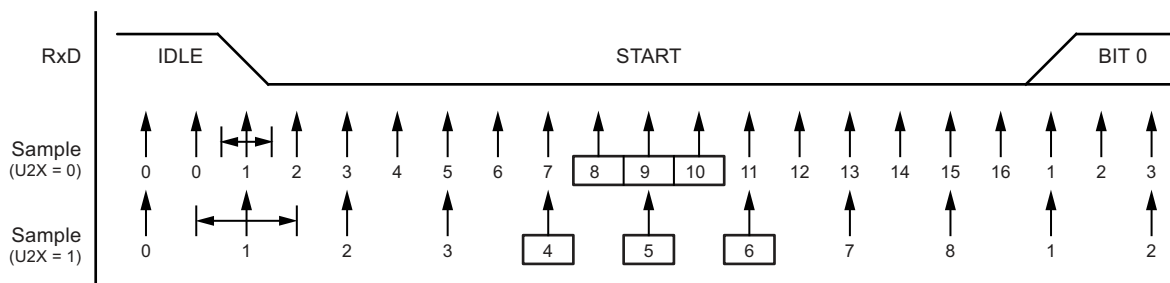 RxD IDLE START BIT 0
Sample
(U2X = 0)
0 0 1 2 3 4 5 6 7 8 9 10 11 12 13 14 15 16 1 2 3
Sample
(U2X = 1)
0 1 2 3 4 5 6 7 8 1 2